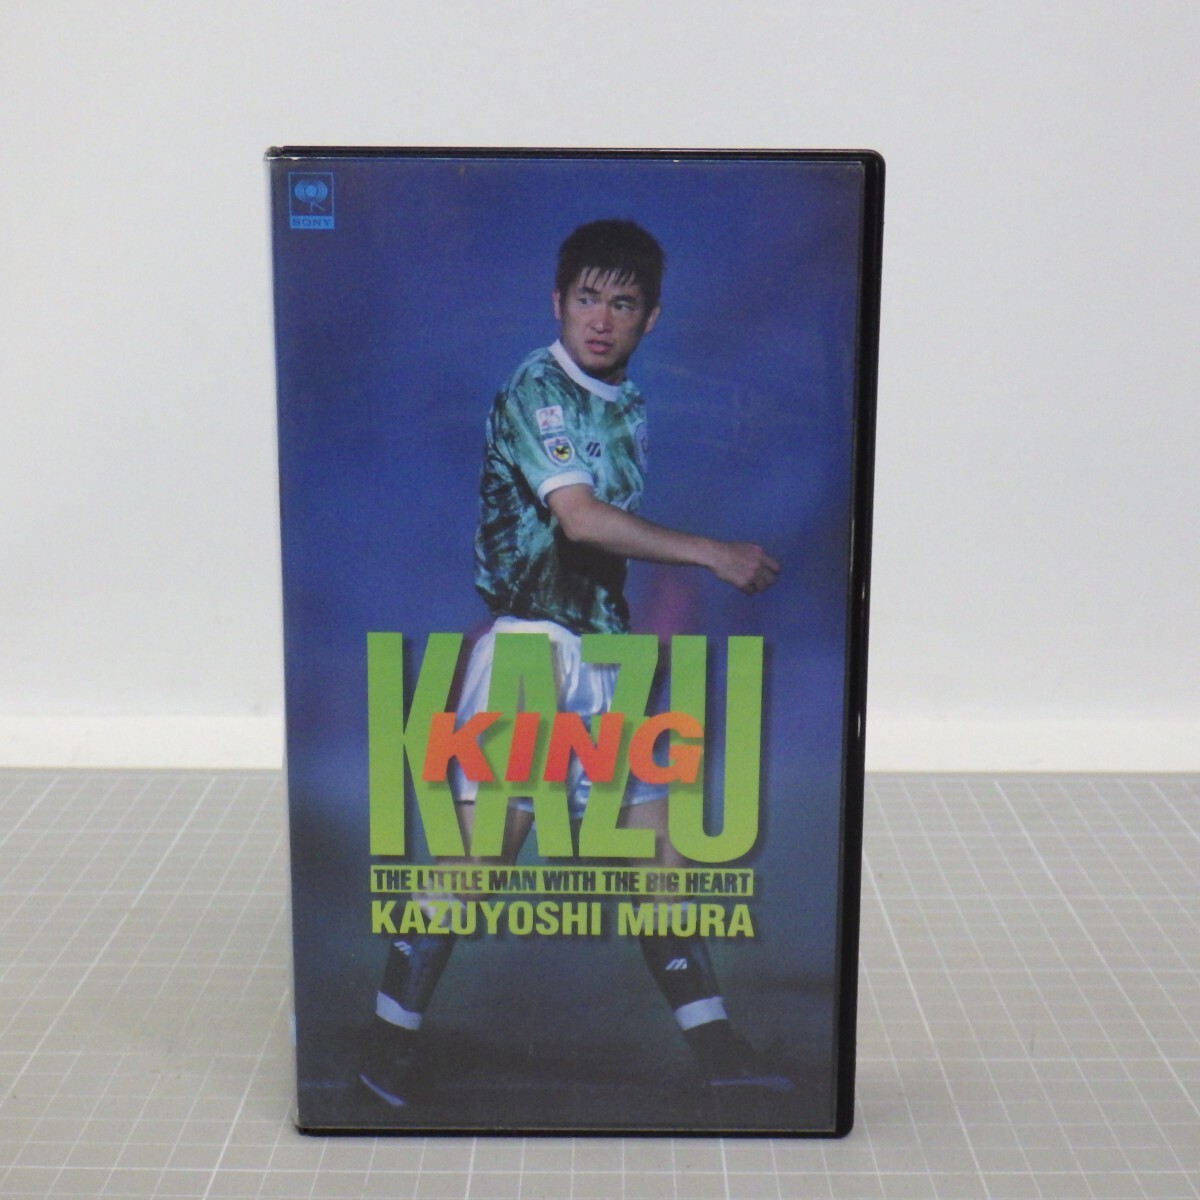 SONY
KAZU
KING
THE LITTLE MAN WITH THE BIG HEART
KAZUYOSHI MIURA